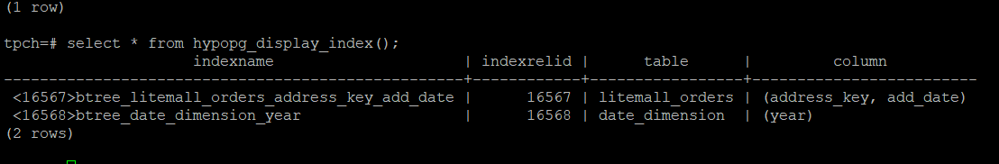 (1 row)
tpch=# select * from hypopg_display_index();
                   indexname                    | indexrelid |     table      |         column
------------------------------------------------+------------+----------------+-------------------------
 <16567>btree_litemall_orders_address_key_add_date |      16567 | litemall_orders | (address_key, add_date)
 <16568>btree_date_dimension_year                |      16568 | date_dimension  | (year)
(2 rows)